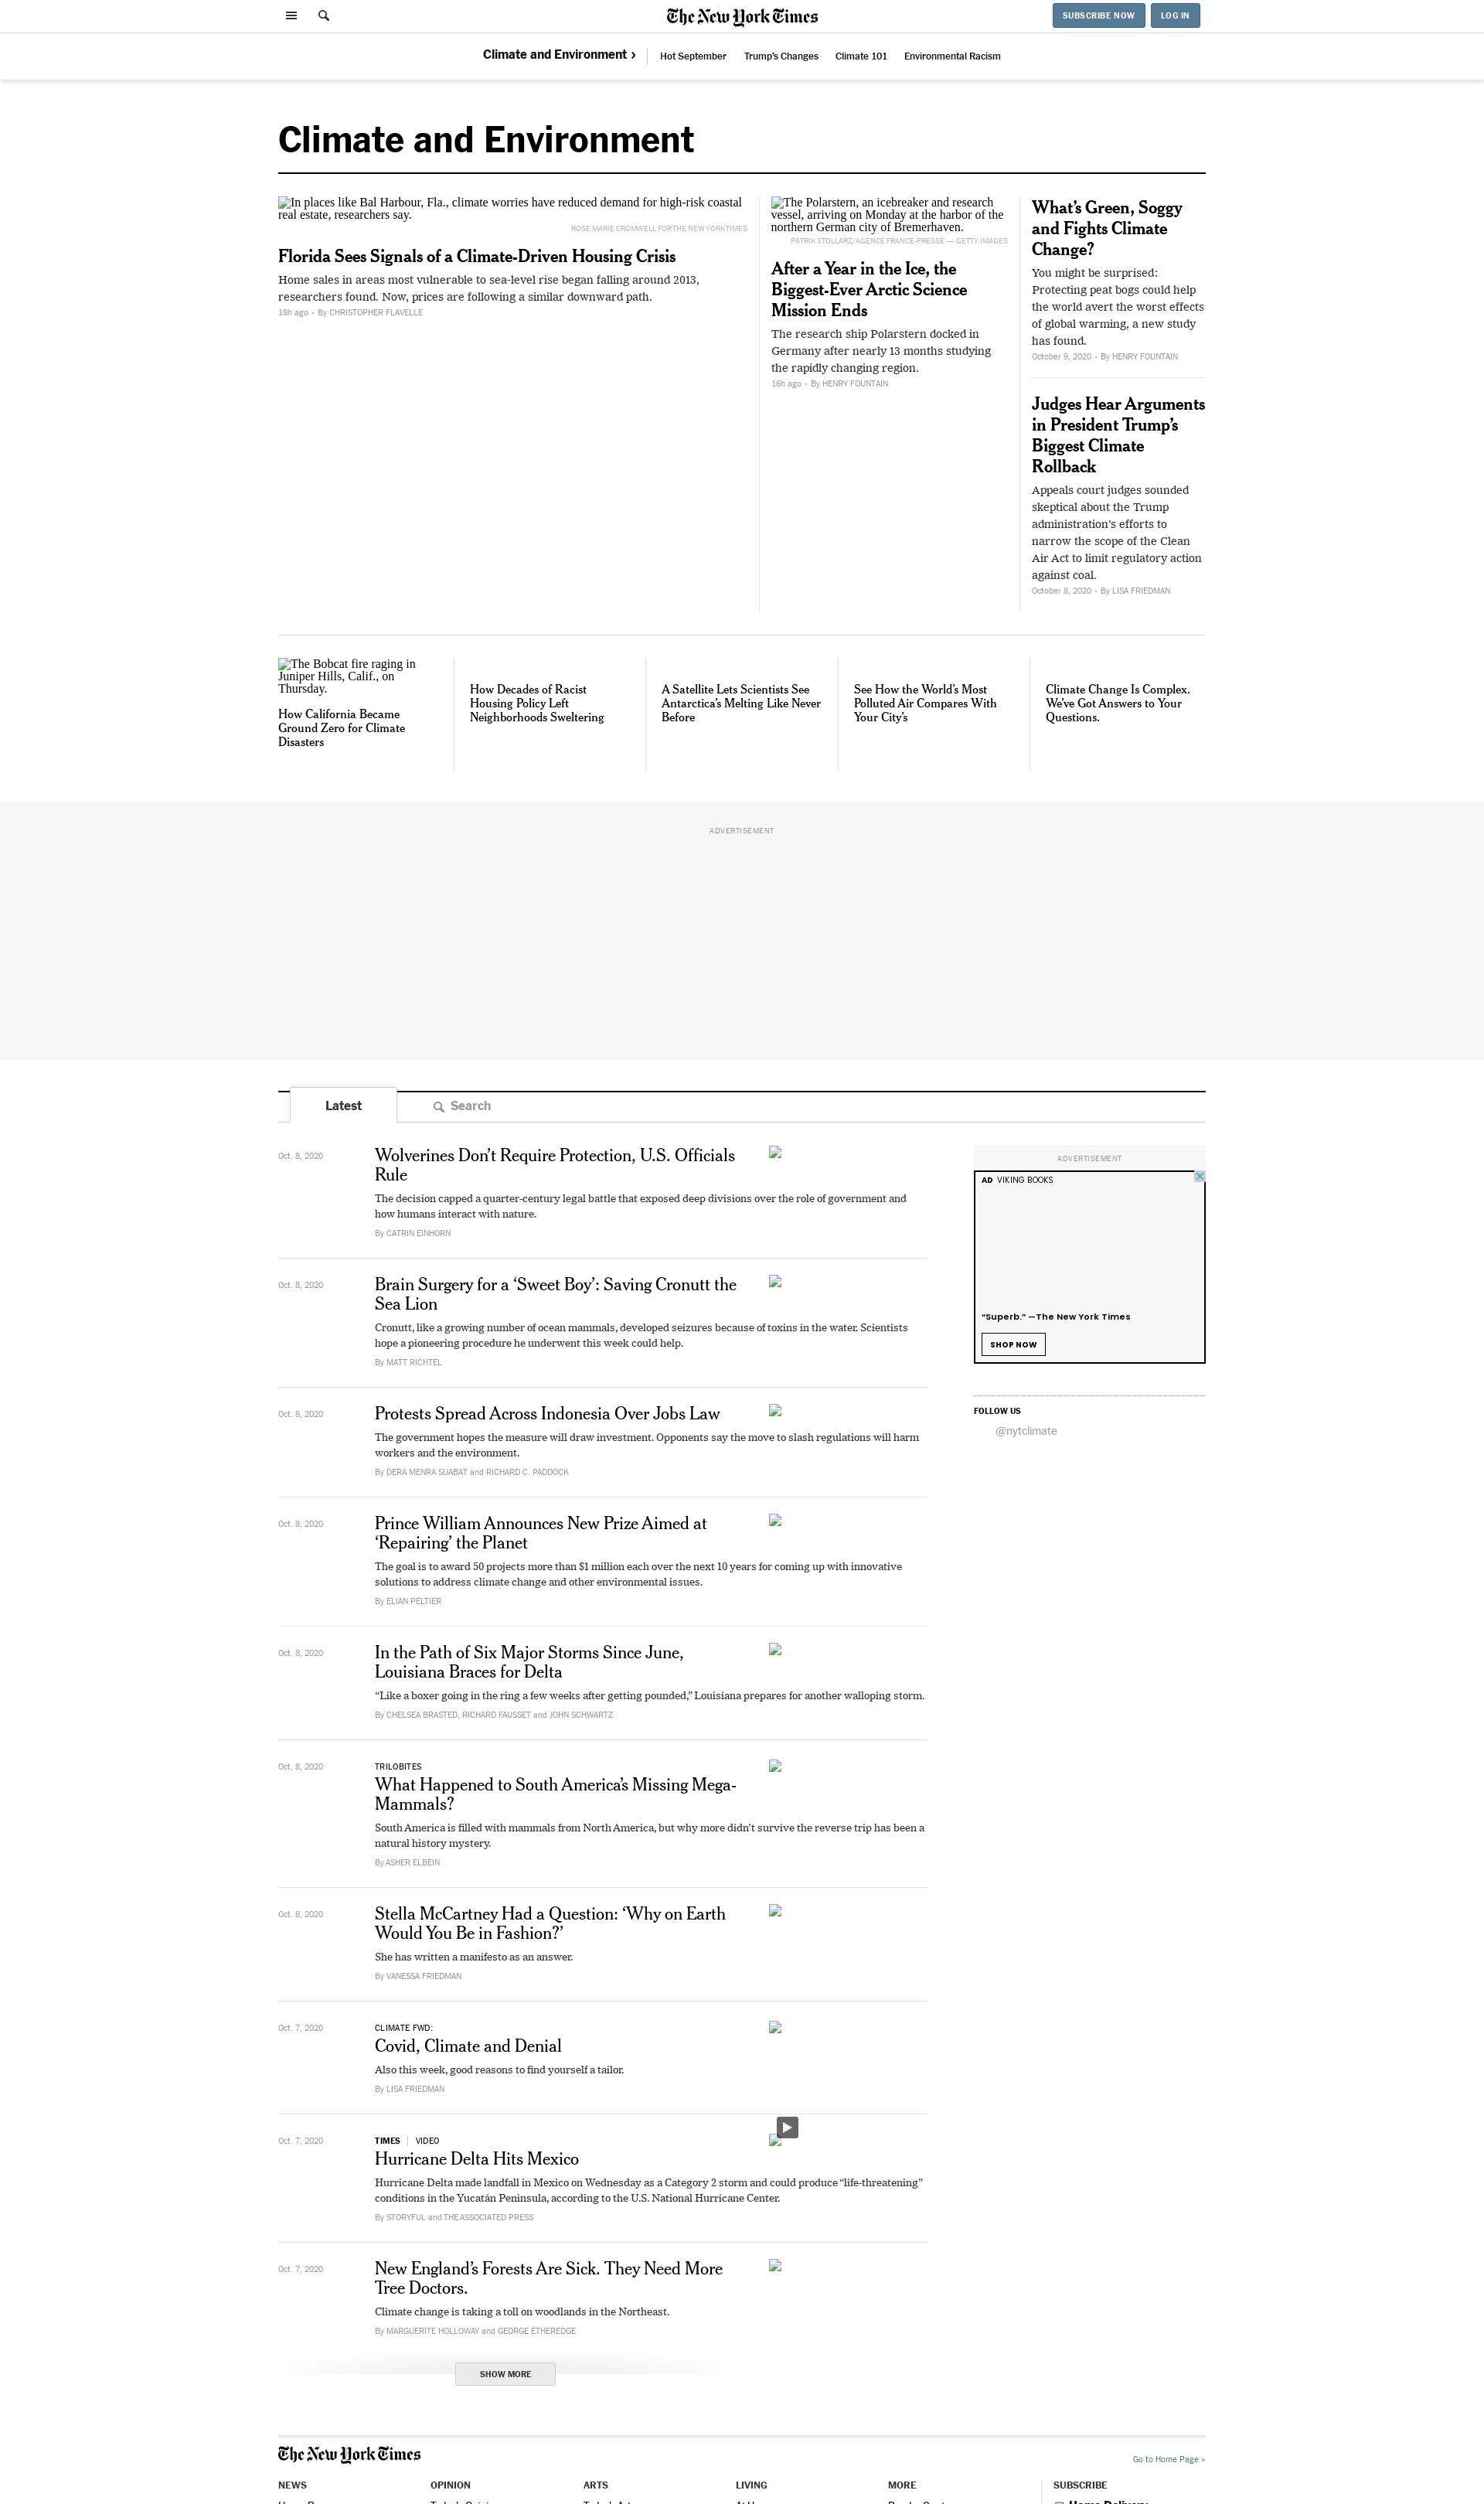 The New York Times
SUBSCRIBE NOW
LOG IN
Climate and Environment ›
Hot September
Trump's Changes
Climate 101
Environmental Racism
Climate and Environment
In places like Bal Harbour, Fla., climate worries have reduced demand for high-risk coastal
real estate, researchers say.
ROSE MARIE CROMWELL FOR THE NEW YORK TIMES
Florida Sees Signals of a Climate-Driven Housing Crisis
Home sales in areas most vulnerable to sea-level rise began falling around 2013,
researchers found. Now, prices are following a similar downward path.
18h ago • By CHRISTOPHER FLAVELLE
The Polarstern, an icebreaker and research
vessel, arriving on Monday at the harbor of the
northern German city of Bremerhaven.
PATRIK STOLLARZ/AGENCE FRANCE-PRESSE — GETTY IMAGES
After a Year in the Ice, the
Biggest-Ever Arctic Science
Mission Ends
The research ship Polarstern docked in
Germany after nearly 13 months studying
the rapidly changing region.
16h ago • By HENRY FOUNTAIN
What's Green, Soggy
and Fights Climate
Change?
You might be surprised:
Protecting peat bogs could help
the world avert the worst effects
of global warming, a new study
has found.
October 9, 2020 • By HENRY FOUNTAIN
Judges Hear Arguments
in President Trump's
Biggest Climate
Rollback
Appeals court judges sounded
skeptical about the Trump
administration's efforts to
narrow the scope of the Clean
Air Act to limit regulatory action
against coal.
October 8, 2020 • By LISA FRIEDMAN
The Bobcat fire raging in
Juniper Hills, Calif., on
Thursday.
How California Became
Ground Zero for Climate
Disasters
How Decades of Racist
Housing Policy Left
Neighborhoods Sweltering
A Satellite Lets Scientists See
Antarctica's Melting Like Never
Before
See How the World's Most
Polluted Air Compares With
Your City's
Climate Change Is Complex.
We've Got Answers to Your
Questions.
ADVERTISEMENT
Latest
Search
Oct. 8, 2020
Wolverines Don't Require Protection, U.S. Officials
Rule
The decision capped a quarter-century legal battle that exposed deep divisions over the role of government and
how humans interact with nature.
By CATRIN EINHORN
Oct. 8, 2020
Brain Surgery for a 'Sweet Boy': Saving Cronutt the
Sea Lion
Cronutt, like a growing number of ocean mammals, developed seizures because of toxins in the water. Scientists
hope a pioneering procedure he underwent this week could help.
By MATT RICHTEL
Oct. 8, 2020
Protests Spread Across Indonesia Over Jobs Law
The government hopes the measure will draw investment. Opponents say the move to slash regulations will harm
workers and the environment.
By DERA MENRA SIJABAT and RICHARD C. PADDOCK
Oct. 8, 2020
Prince William Announces New Prize Aimed at
'Repairing' the Planet
The goal is to award 50 projects more than $1 million each over the next 10 years for coming up with innovative
solutions to address climate change and other environmental issues.
By ELIAN PELTIER
Oct. 8, 2020
In the Path of Six Major Storms Since June,
Louisiana Braces for Delta
"Like a boxer going in the ring a few weeks after getting pounded," Louisiana prepares for another walloping storm.
By CHELSEA BRASTED, RICHARD FAUSSET and JOHN SCHWARTZ
Oct. 8, 2020
TRILOBITES
What Happened to South America's Missing Mega-
Mammals?
South America is filled with mammals from North America, but why more didn't survive the reverse trip has been a
natural history mystery.
By ASHER ELBEIN
Oct. 8, 2020
Stella McCartney Had a Question: 'Why on Earth
Would You Be in Fashion?'
She has written a manifesto as an answer.
By VANESSA FRIEDMAN
Oct. 7, 2020
CLIMATE FWD:
Covid, Climate and Denial
Also this week, good reasons to find yourself a tailor.
By LISA FRIEDMAN
Oct. 7, 2020
TIMES | VIDEO
Hurricane Delta Hits Mexico
Hurricane Delta made landfall in Mexico on Wednesday as a Category 2 storm and could produce "life-threatening"
conditions in the Yucatán Peninsula, according to the U.S. National Hurricane Center.
By STORYFUL and THE ASSOCIATED PRESS
Oct. 7, 2020
New England's Forests Are Sick. They Need More
Tree Doctors.
Climate change is taking a toll on woodlands in the Northeast.
By MARGUERITE HOLLOWAY and GEORGE ETHEREDGE
SHOW MORE
ADVERTISEMENT
AD VIKING BOOKS
"Superb." —The New York Times
SHOP NOW
FOLLOW US
@nytclimate
The New York Times
Go to Home Page »
NEWS
OPINION
ARTS
LIVING
MORE
SUBSCRIBE